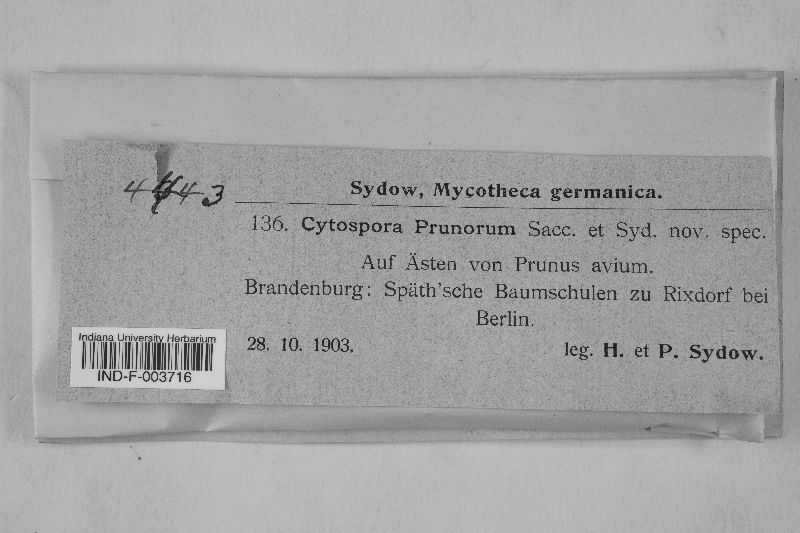 Sydow, Mycotheca germanica.
136. Cytospora Prunorum Sacc. et Syd. nov. spec.
Auf Ästen von Prunus avium.
Brandenburg: Späth'sche Baumschulen zu Rixdorf bei
Berlin.
28. 10. 1903.
leg. H. et P. Sydow.
Indiana University Herbarium
IND-F-003716